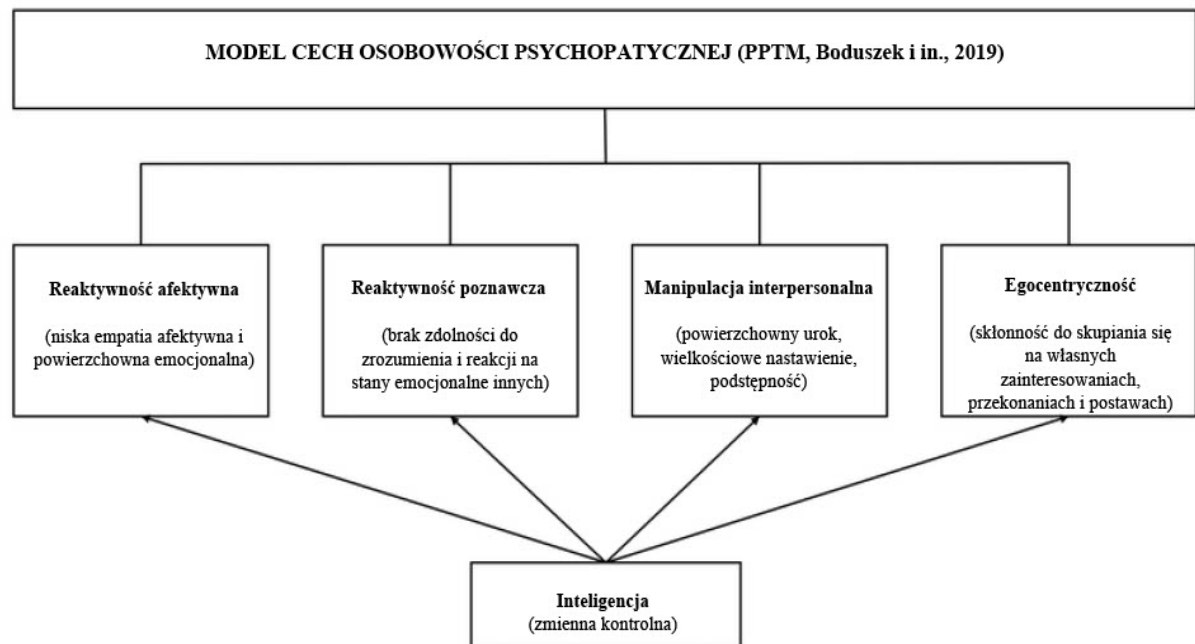 MODEL CECH OSOBOWOŚCI PSYCHOPATYCZNEJ (PPTM, Boduszek i in., 2019)
Reaktywność afektywna
(niska empatia afektywna i
powierzchowna emocjonalna)
Reaktywność poznawcza
(brak zdolności do
zrozumienia i reakcji na
stany emocjonalne innych)
Manipulacja interpersonalna
(powierzchowny urok,
wielkościowe nastawienie,
podstępność)
Egocentryczność
(skłonność do skupiania się
na własnych
zainteresowaniach,
przekonaniach i postawach)
Inteligencja
(zmienna kontrolna)